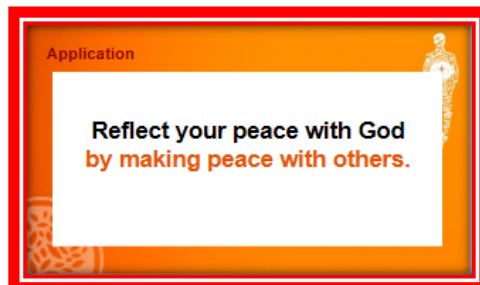 Application
Reflect your peace with God
by making peace with others.